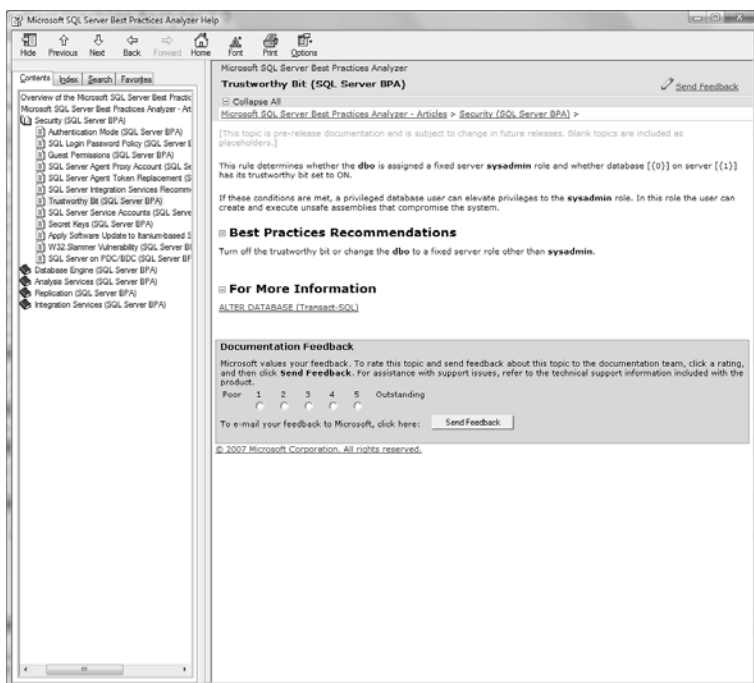 Microsoft SQL Server Best Practices Analyzer Help
Hide Previous Next Back Forward Home Font Print Options
Contents Index Search Favorites
Overview of the Microsoft SQL Server Best Practic
Microsoft SQL Server Best Practices Analyzer - Art
Security (SQL Server BPA)
Authentication Mode (SQL Server BPA)
SQL Login Password Policy (SQL Server E
Guest Permissions (SQL Server BPA)
SQL Server Agent Proxy Account (SQL Se
SQL Server Agent Token Replacement (S
SQL Server Integration Services Recomm
Trustworthy Bit (SQL Server BPA)
SQL Server Service Accounts (SQL Serve
Secret Keys (SQL Server BPA)
Apply Software Update to Itanium-based S
W32.Slammer Vulnerability (SQL Server BI
SQL Server on PDC/BDC (SQL Server BF
Database Engine (SQL Server BPA)
Analysis Services (SQL Server BPA)
Replication (SQL Server BPA)
Integration Services (SQL Server BPA)
Microsoft SQL Server Best Practices Analyzer
Trustworthy Bit (SQL Server BPA)
Send Feedback
Collapse All
Microsoft SQL Server Best Practices Analyzer - Articles > Security (SQL Server BPA) >
[This topic is pre-release documentation and is subject to change in future releases. Blank topics are included as
placeholders.]
This rule determines whether the dbo is assigned a fixed server sysadmin role and whether database [{0}] on server [{1}]
has its trustworthy bit set to ON.
If these conditions are met, a privileged database user can elevate privileges to the sysadmin role. In this role the user can
create and execute unsafe assemblies that compromise the system.
Best Practices Recommendations
Turn off the trustworthy bit or change the dbo to a fixed server role other than sysadmin.
For More Information
ALTER DATABASE (Transact-SQL)
Documentation Feedback
Microsoft values your feedback. To rate this topic and send feedback about this topic to the documentation team, click a rating,
and then click Send Feedback. For assistance with support issues, refer to the technical support information included with the
product.
Poor 1 2 3 4 5 Outstanding
To e-mail your feedback to Microsoft, click here: Send Feedback
© 2007 Microsoft Corporation. All rights reserved.